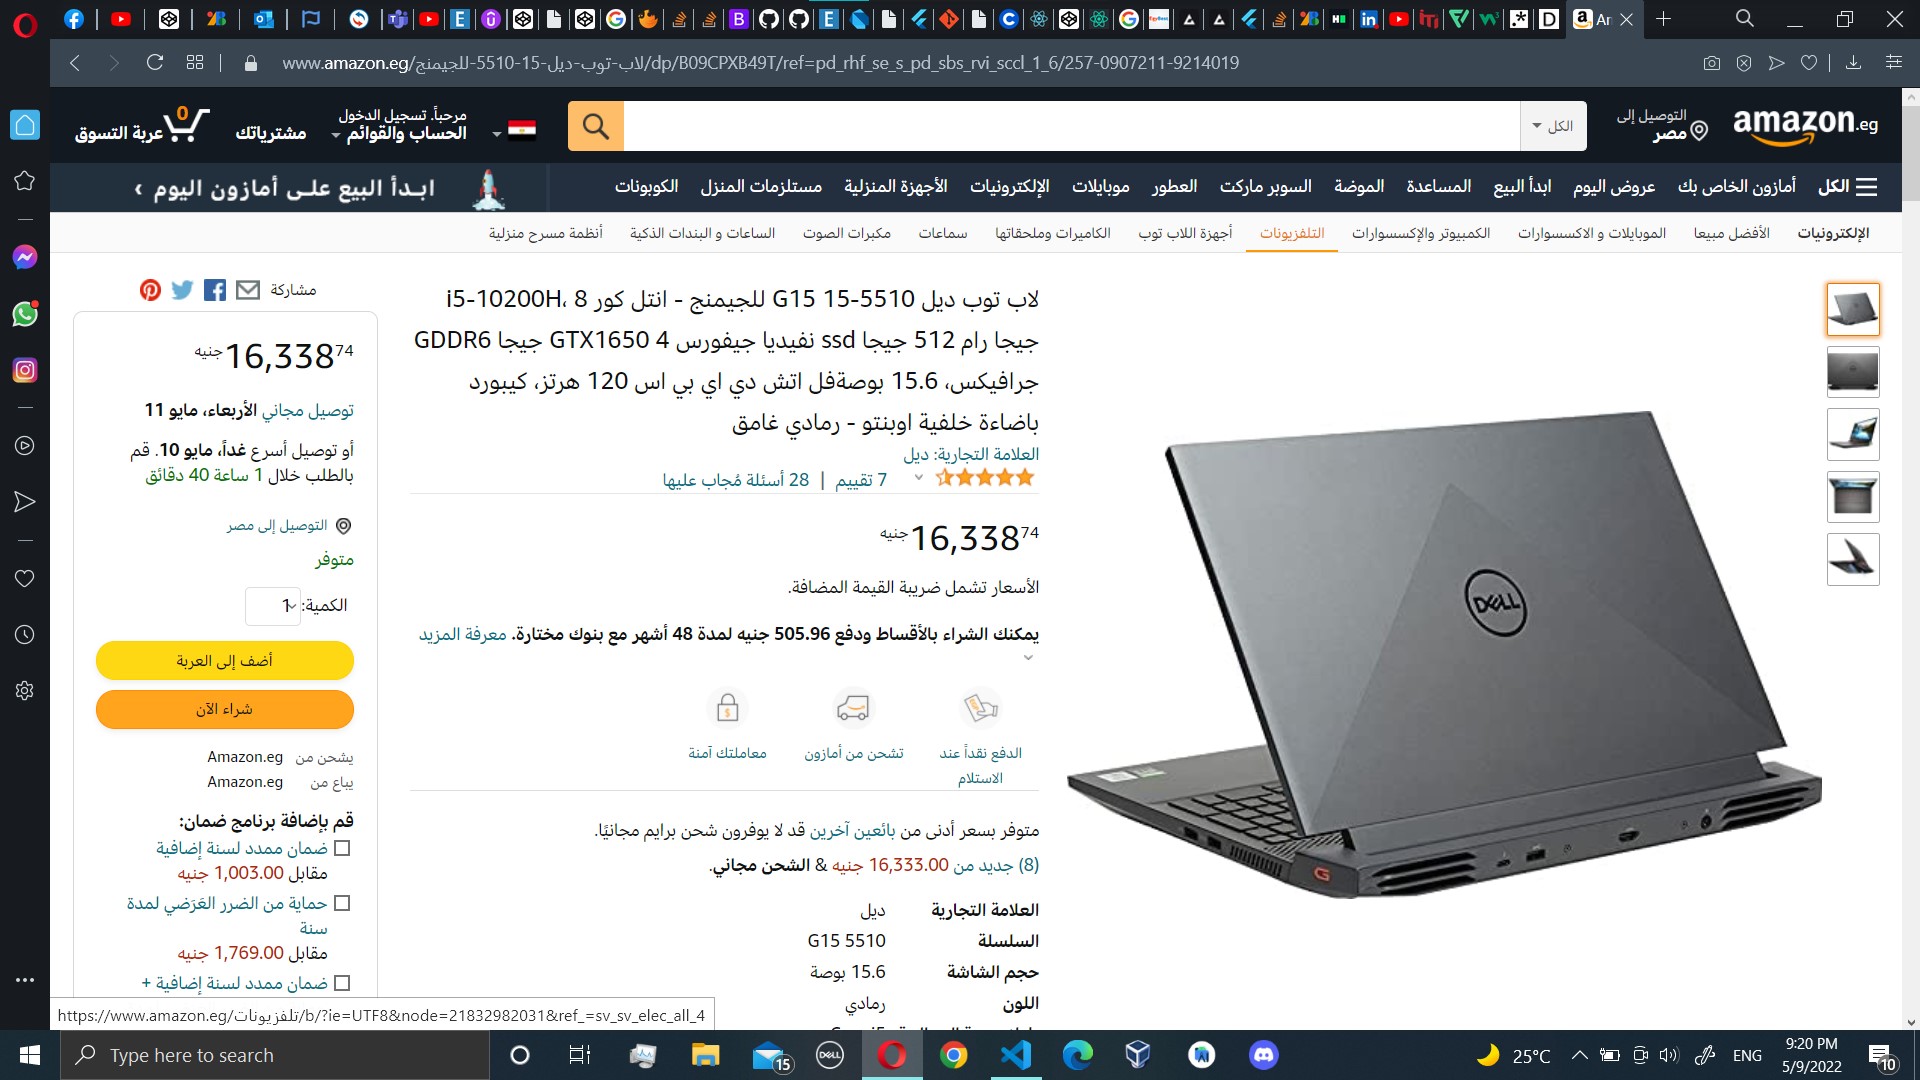 Ar
www.amazon.eg/لاب-توب-ديل-15-5510-للجيمنج/dp/B09CPXB49T/ref=pd_rhf_se_s_pd_sbs_rvi_sccl_1_6/257-0907211-9214019
amazon.eg
التوصيل إلى
مصر
الكل
مرحباً. تسجيل الدخول
الحساب والقوائم
مشترياتك
0
عربة التسوق
الكل
أمازون الخاص بك
عروض اليوم
ابدأ البيع
المساعدة
الموضة
السوبر ماركت
العطور
موبايلات
الإلكترونيات
الأجهزة المنزلية
مستلزمات المنزل
الكوبونات
ابـدأ البيع علـى أمازون اليوم ›
الإلكترونيات
الأفضل مبيعا
الموبايلات و الاكسسوارات
الكمبيوتر والإكسسوارات
التلفزيونات
أجهزة اللاب توب
الكاميرات وملحقاتها
سماعات
مكبرات الصوت
الساعات و البندات الذكية
أنظمة مسرح منزلية
لاب توب ديل G15 15-5510 للجيمنج - انتل كور i5-10200H، 8
جيجا رام 512 جيجا ssd نفيديا جيفورس GTX1650 4 جيجا GDDR6
جرافيكس، 15.6 بوصةفل اتش دي اي بي اس 120 هرتز، كيبورد
باضاءة خلفية اوبنتو - رمادي غامق
العلامة التجارية: ديل
7 تقييم | 28 أسئلة مُجاب عليها
16,338 74 جنيه
الأسعار تشمل ضريبة القيمة المضافة.
يمكنك الشراء بالأقساط ودفع 505.96 جنيه لمدة 48 أشهر مع بنوك مختارة. معرفة المزيد
الدفع نقداً عند
الاستلام
تشحن من أمازون
معاملتك آمنة
متوفر بسعر أدنى من بائعين آخرين قد لا يوفرون شحن برايم مجانيًا.
(8) جديد من 16,333.00 جنيه & الشحن مجاني.
العلامة التجارية ديل
السلسلة G15 5510
حجم الشاشة 15.6 بوصة
اللون رمادي
DELL
G
مشاركة
16,338 74 جنيه
توصيل مجاني الأربعاء، مايو 11
أو توصيل أسرع غداً، مايو 10. قم
بالطلب خلال 1 ساعة 40 دقائق
التوصيل إلى مصر
متوفر
الكمية: 1
أضف إلى العربة
شراء الآن
يشحن من Amazon.eg
يباع من Amazon.eg
قم بإضافة برنامج ضمان:
ضمان ممدد لسنة إضافية
مقابل 1,003.00 جنيه
حماية من الضرر العَرَضي لمدة
سنة
مقابل 1,769.00 جنيه
ضمان ممدد لسنة إضافية +
https://www.amazon.eg/تلفزيونات/b/?ie=UTF8&node=21832982031&ref_=sv_sv_elec_all_4
Type here to search
15
DELL
25°C
ENG
9:20 PM
5/9/2022
10